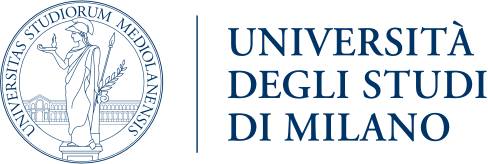 UNIVERSITAS STUDIORUM MEDIOLANENSIS
UNIVERSITÀ
DEGLI STUDI
DI MILANO